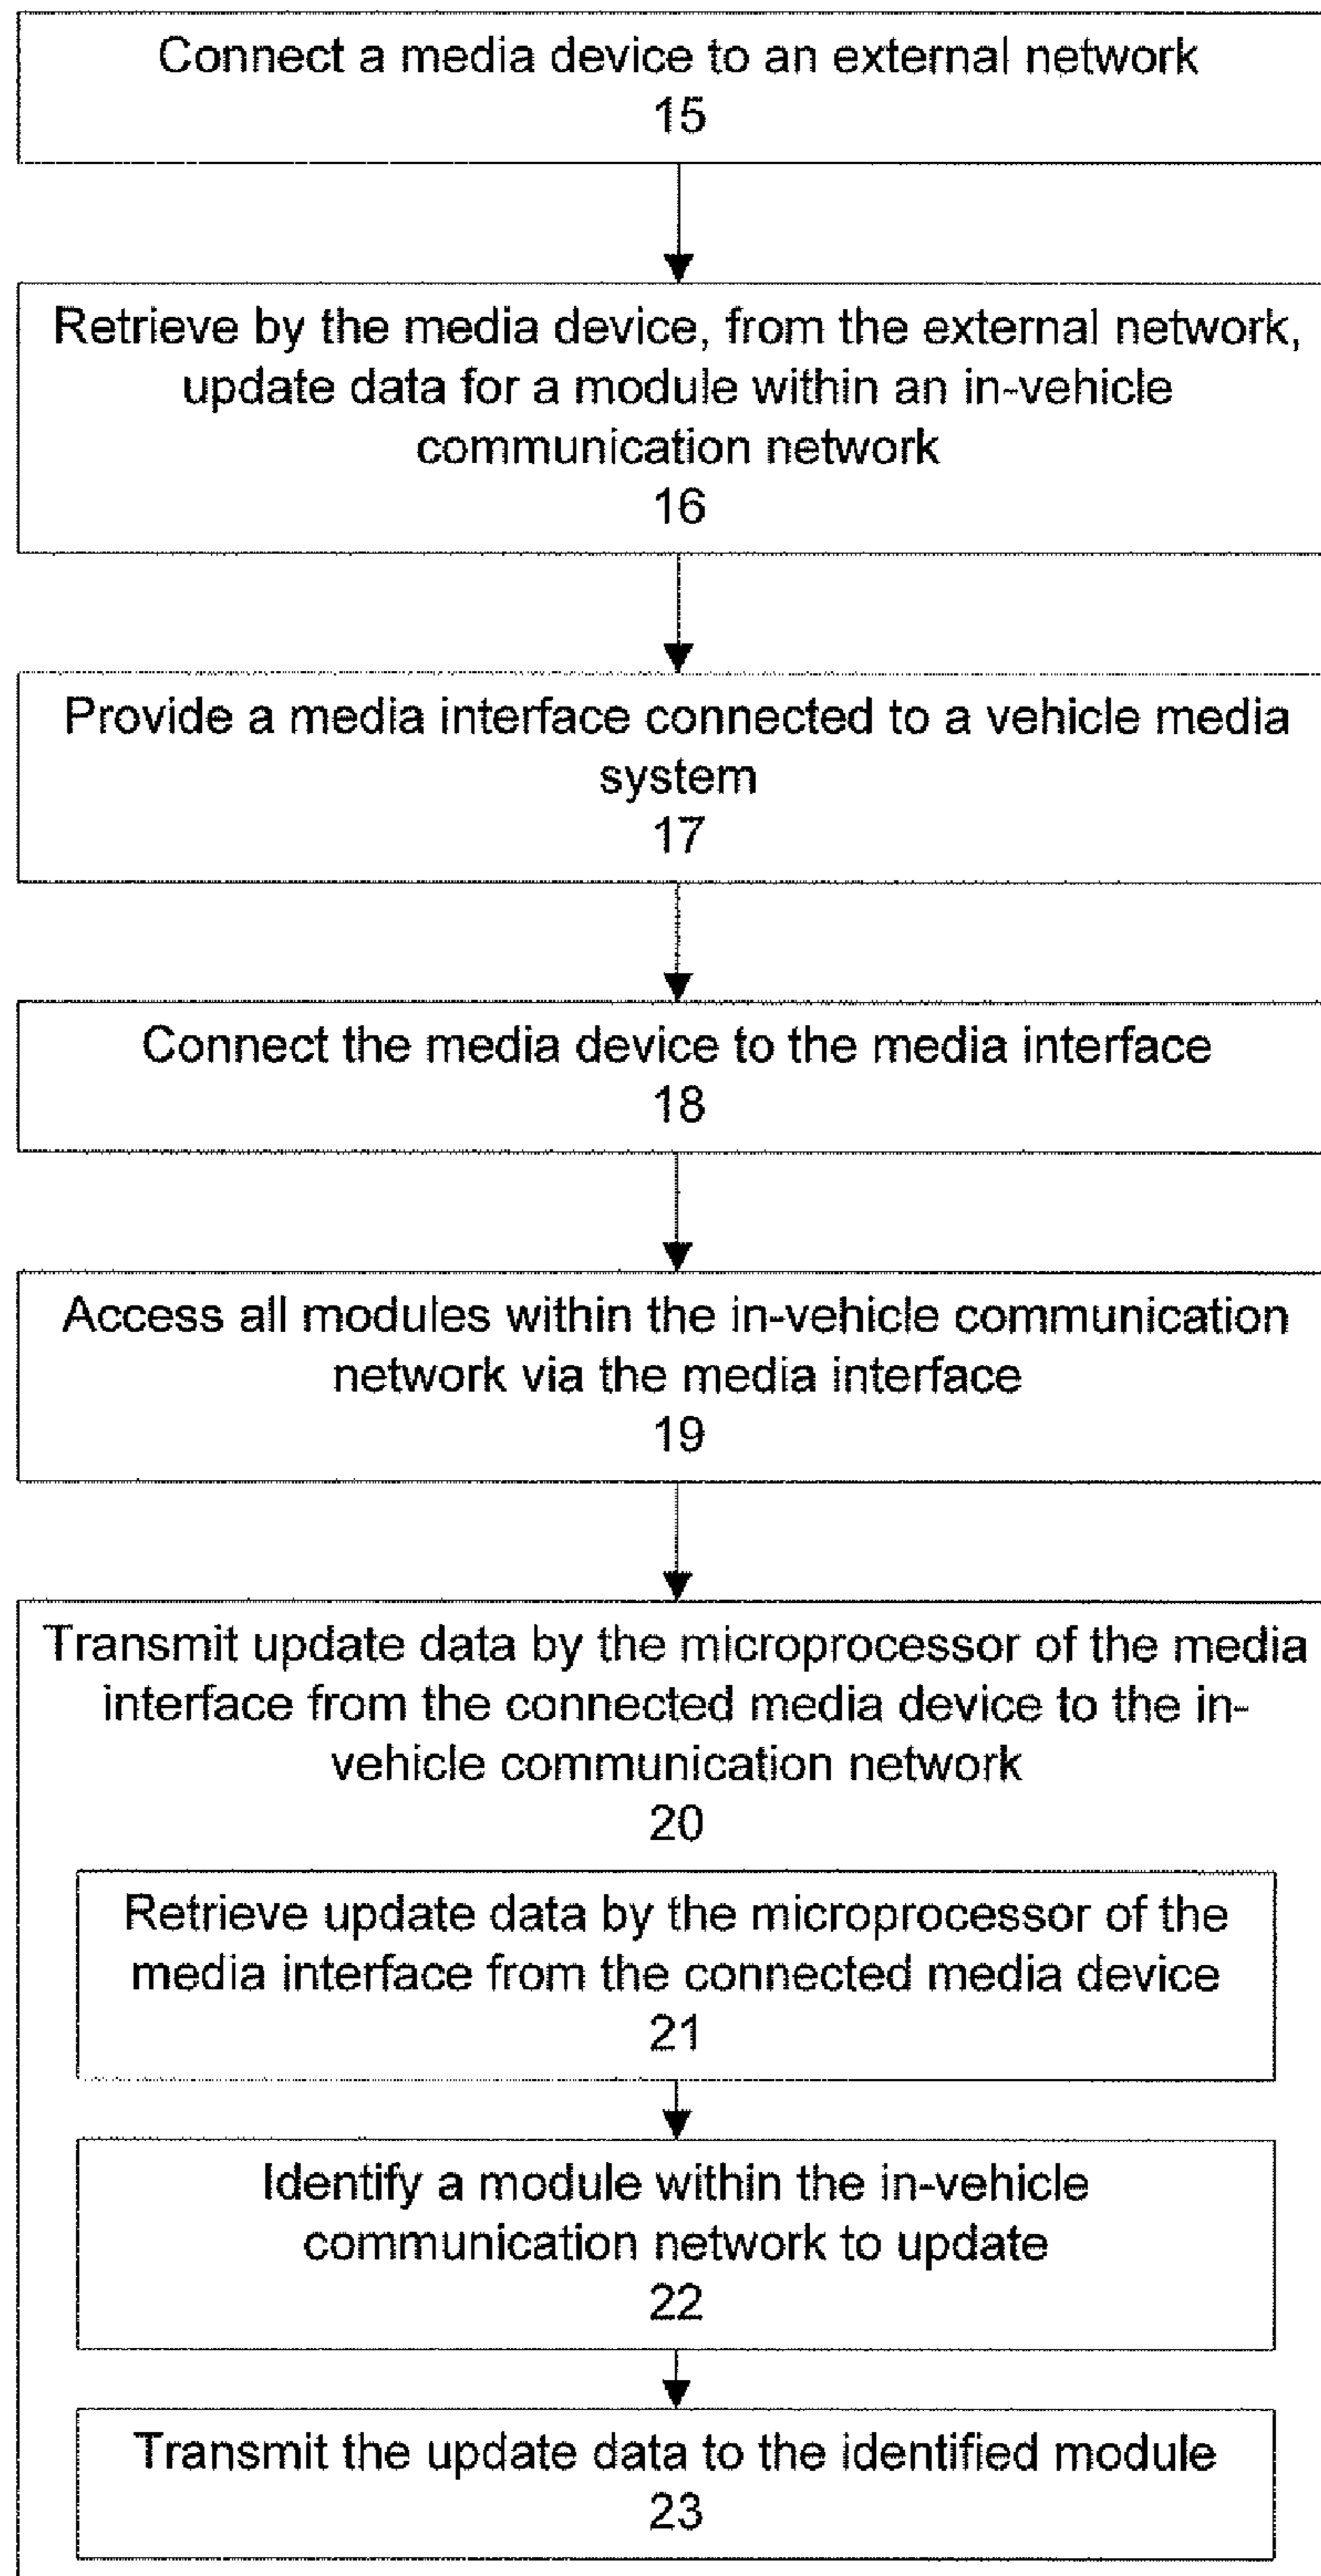 Connect a media device to an external network
15
Retrieve by the media device, from the external network,
update data for a module within an in-vehicle
communication network
16
Provide a media interface connected to a vehicle media
system
17
Connect the media device to the media interface
18
Access all modules within the in-vehicle communication
network via the media interface
19
Transmit update data by the microprocessor of the media
interface from the connected media device to the in-
vehicle communication network
20
Retrieve update data by the microprocessor of the
media interface from the connected media device
21
Identify a module within the in-vehicle
communication network to update
22
Transmit the update data to the identified module
23